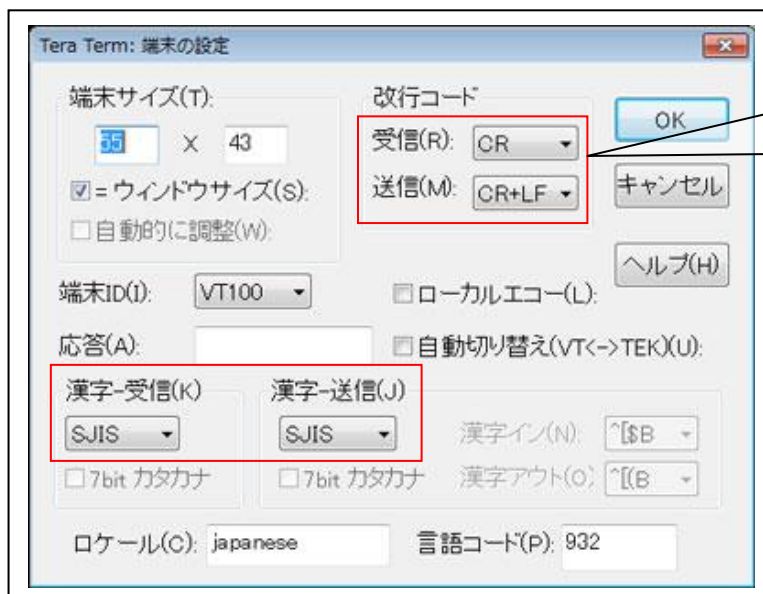 Tera Term: 端末の設定
端末サイズ(T):
55 X 43
☑ = ウィンドウサイズ(S):
□ 自動的に調整(W):
改行コード
受信(R): CR
送信(M): CR+LF
OK
キャンセル
ヘルプ(H)
端末ID(I): VT100
□ ローカルエコー(L):
応答(A):
□ 自動切り替え(VT<->TEK)(U):
漢字-受信(K)
SJIS
□ 7bit カタカナ
漢字-送信(J)
SJIS
□ 7bit カタカナ
漢字イン(N): ^[$B
漢字アウト(O) ^[(B
ロケール(C): japanese
言語コード(P): 932